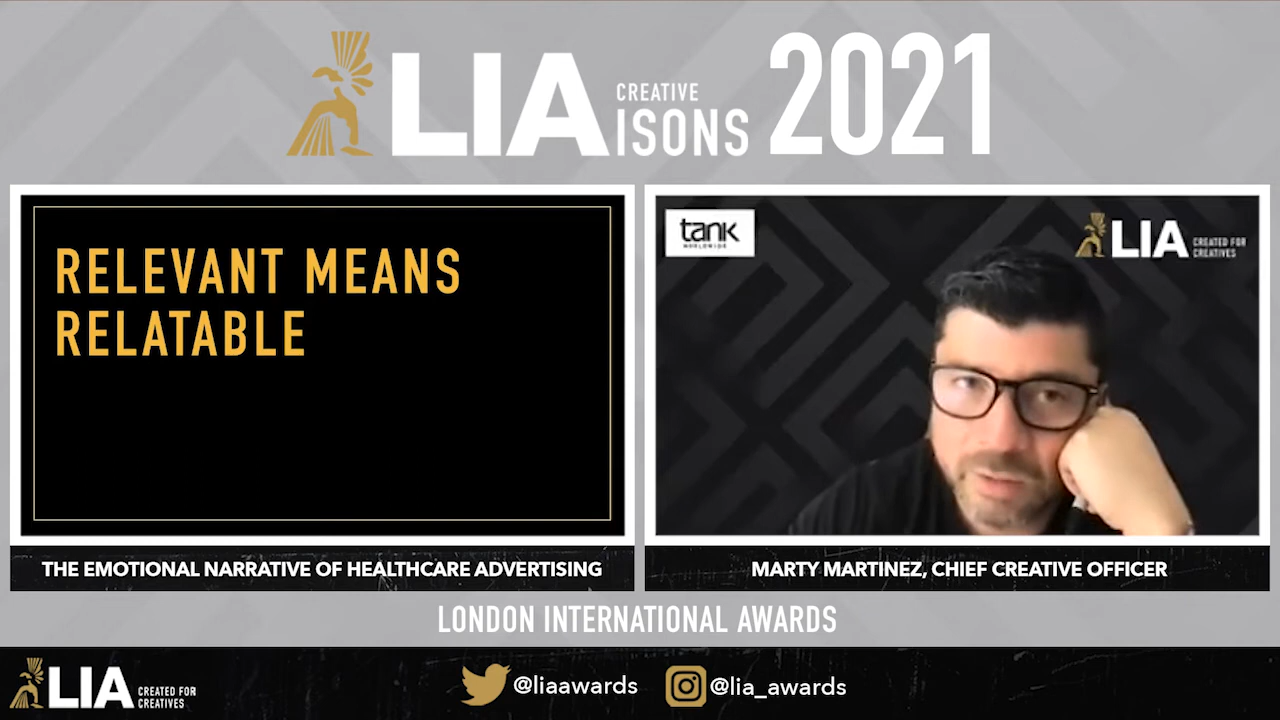 LIA CREATIVE ISONS 2021
RELEVANT MEANS
RELATABLE
tank
WORLDWIDE
LIA CREATED FOR
CREATIVES
THE EMOTIONAL NARRATIVE OF HEALTHCARE ADVERTISING
MARTY MARTINEZ, CHIEF CREATIVE OFFICER
LONDON INTERNATIONAL AWARDS
LIA CREATED FOR
CREATIVES
@liaawards
@lia_awards